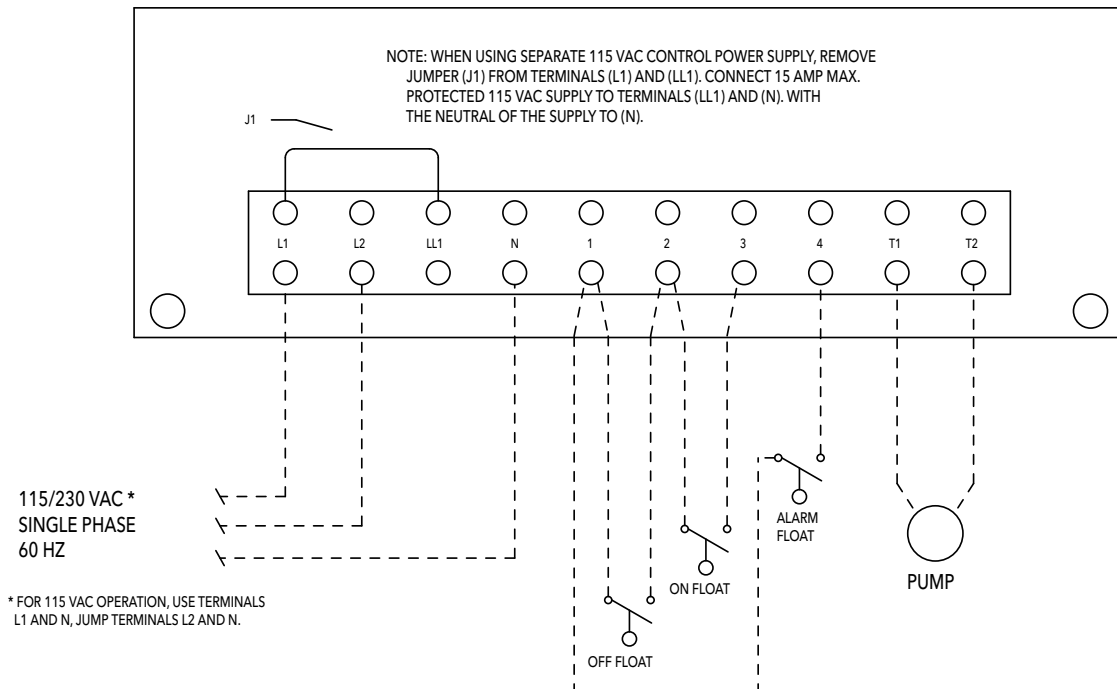 NOTE: WHEN USING SEPARATE 115 VAC CONTROL POWER SUPPLY, REMOVE
JUMPER (J1) FROM TERMINALS (L1) AND (LL1). CONNECT 15 AMP MAX.
PROTECTED 115 VAC SUPPLY TO TERMINALS (LL1) AND (N). WITH
THE NEUTRAL OF THE SUPPLY TO (N).
J1
L1 L2 LL1 N 1 2 3 4 T1 T2
115/230 VAC *
SINGLE PHASE
60 HZ
* FOR 115 VAC OPERATION, USE TERMINALS
L1 AND N, JUMP TERMINALS L2 AND N.
ALARM
FLOAT
ON FLOAT
OFF FLOAT
PUMP